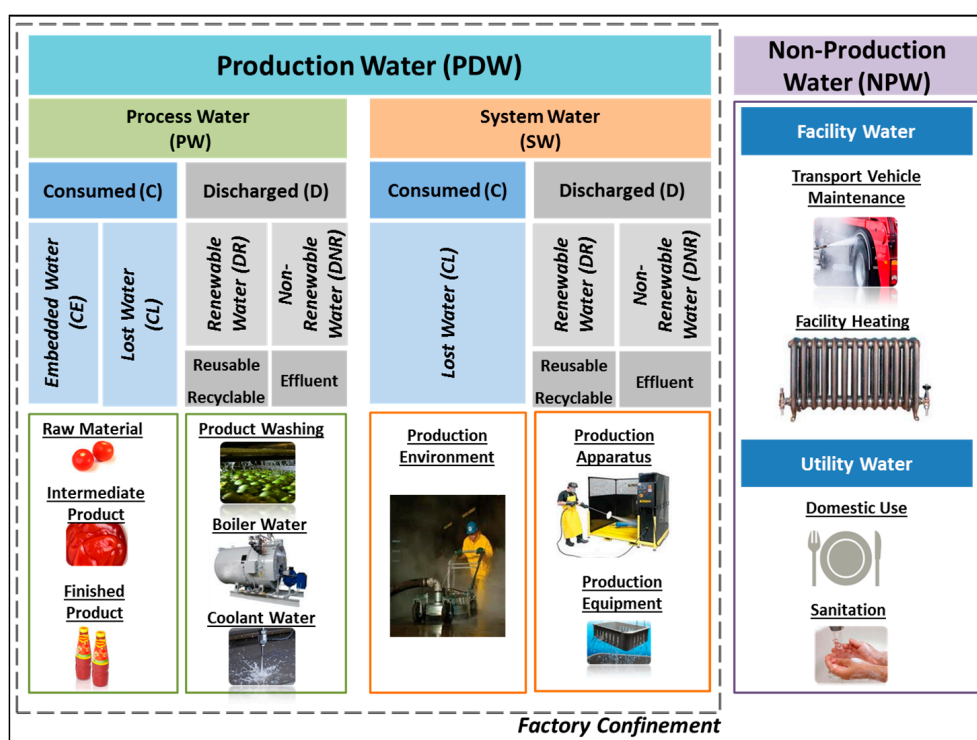 Production Water (PDW)
Non-Production
Water (NPW)
Process Water
(PW)
System Water
(SW)
Facility Water
Consumed (C)
Discharged (D)
Consumed (C)
Discharged (D)
Transport Vehicle
Maintenance
Embedded Water
(CE)
Lost Water
(CL)
Renewable
Water (DR)
Non-
Renewable
Water (DNR)
Lost Water (CL)
Renewable
Water (DR)
Non-
Renewable
Water (DNR)
Facility Heating
Reusable
Recyclable
Effluent
Reusable
Recyclable
Effluent
Raw Material
Intermediate
Product
Finished
Product
Product Washing
Boiler Water
Coolant Water
Production
Environment
Production
Apparatus
Production
Equipment
Utility Water
Domestic Use
Sanitation
Factory Confinement